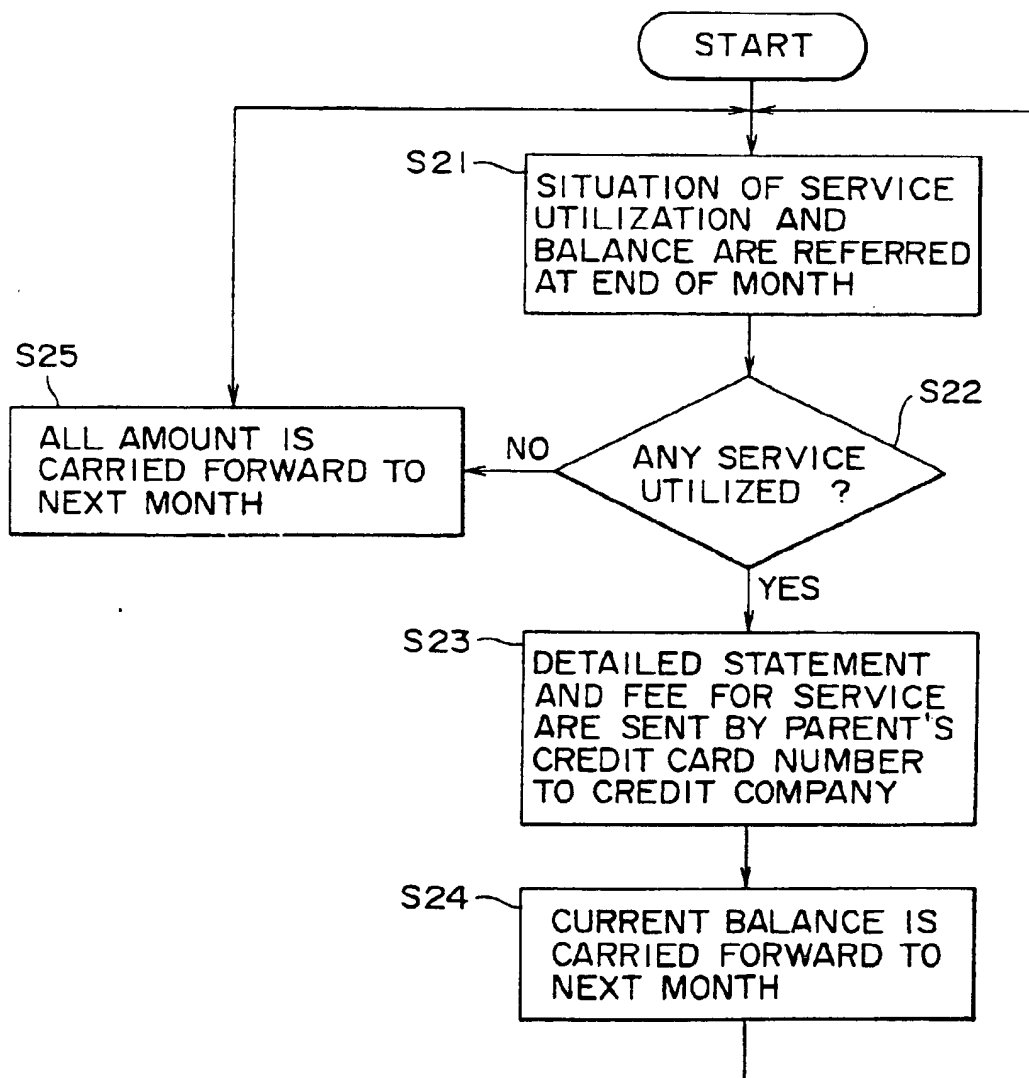 START
S21
SITUATION OF SERVICE
UTILIZATION AND
BALANCE ARE REFERRED
AT END OF MONTH
S22
ANY SERVICE
UTILIZED ?
NO
S25
ALL AMOUNT IS
CARRIED FORWARD TO
NEXT MONTH
YES
S23
DETAILED STATEMENT
AND FEE FOR SERVICE
ARE SENT BY PARENT'S
CREDIT CARD NUMBER
TO CREDIT COMPANY
S24
CURRENT BALANCE IS
CARRIED FORWARD TO
NEXT MONTH